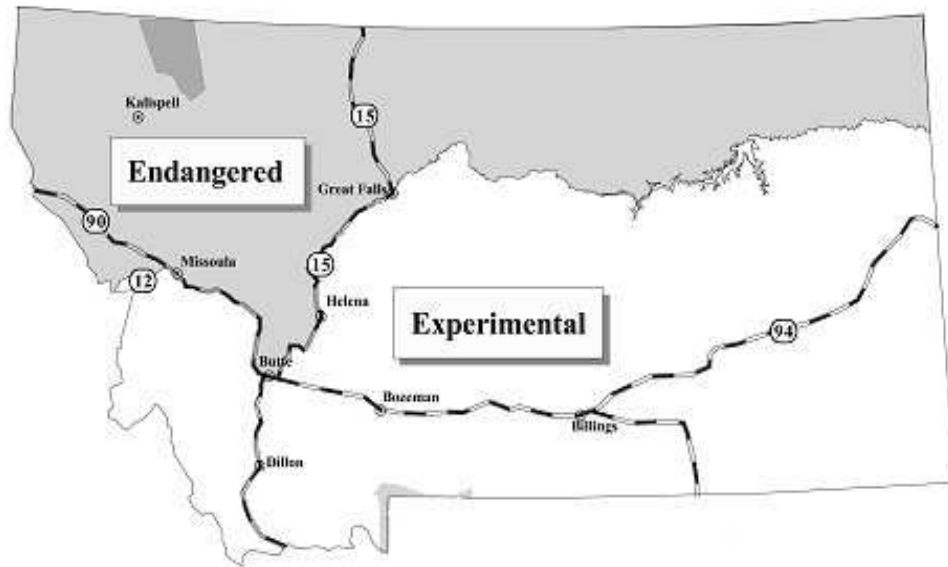 Kalispell
15
Endangered
Great Falls
90
Missoula
15
12
Helena
Experimental
94
Butte
Bozeman
Billings
Dillon